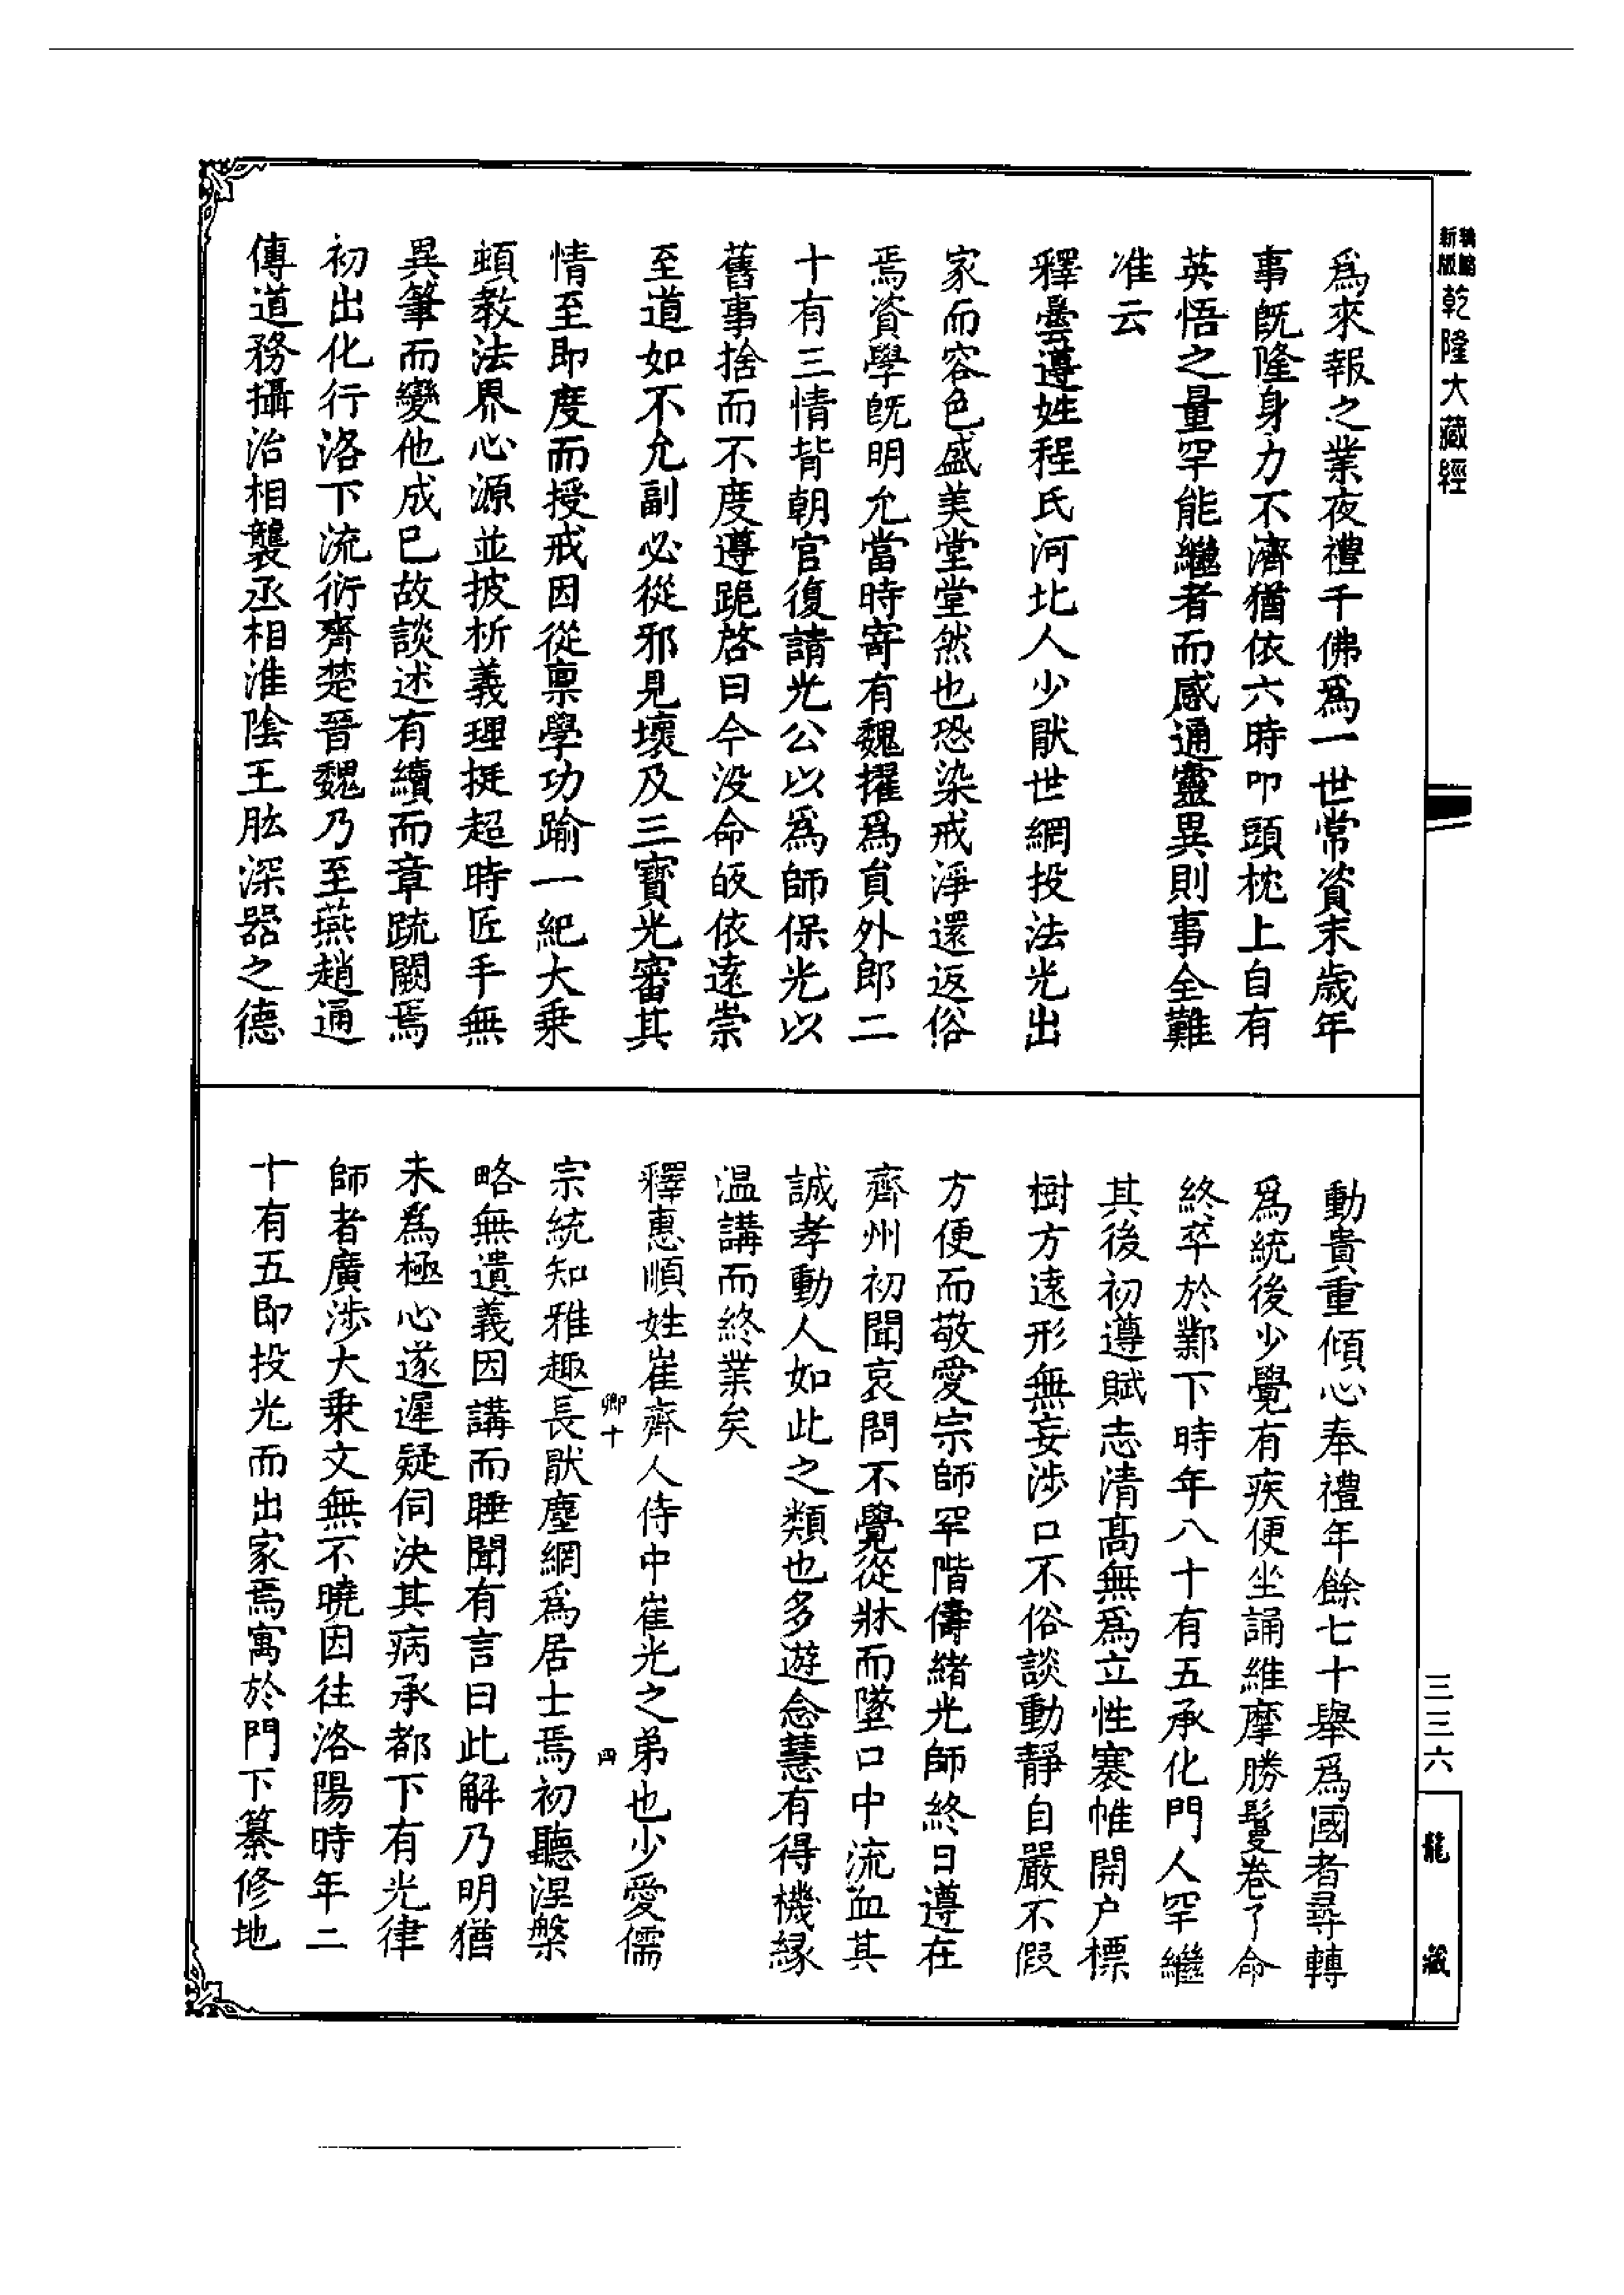 新版
乾隆大藏經
爲來報之業夜禮千佛爲一世常資末歲年
事旣隆身力不濟猶依六時叩頭枕上自有
英悟之量罕能繼者而感通靈異則事全難
准云
釋曇遵姓程氏河北人少厭世網投法光出
家而容色盛美堂堂然也恐染戒淨還返俗
焉資學旣明允當時寄有魏擢爲員外郎二
十有三情背朝官復請光公以爲師保光以
舊事捨而不度遵跪啓曰今没命皈依遠崇
至道如不允副必從邪見壞及三寶光審其
情至即度而授戒因從稟學功踰一紀大乗
頓教法界心源並披析義理挺超時匠手無
異筆而變他成已故談述有續而章䟽闕焉
初出化行洛下流衍齊楚晉魏乃至燕趙通
傳道務攝治相襲丞相淮陰王肱深器之德
動貴重傾心奉禮年餘七十舉爲國者尋轉
爲統後少覺有疾便坐誦維摩勝鬘卷了命
終卒於鄴下時年八十有五承化門人罕繼
其後初遵賦志清髙無爲立性褰帷開户標
樹方遠形無妄涉口不俗談動靜自嚴不假
方便而敬愛宗師罕階儔緒光師終日遵在
齊州初聞哀問不覺從牀而墜口中流血其
誠孝動人如此之類也多遊念慧有得機縁
温講而終業矣
釋惠順姓崔齊人侍中崔光之弟也少愛儒
卿十
四
宗統知雅趣長厭塵網爲居士焉初聽涅槃
略無遺義因講而睡聞有言曰此解乃明猶
未爲極心遂遲疑伺決其病承都下有光律
師者廣涉大乗文無不曉因往洛陽時年二
十有五即投光而出家焉寓於門下纂修地
三三六
龍藏